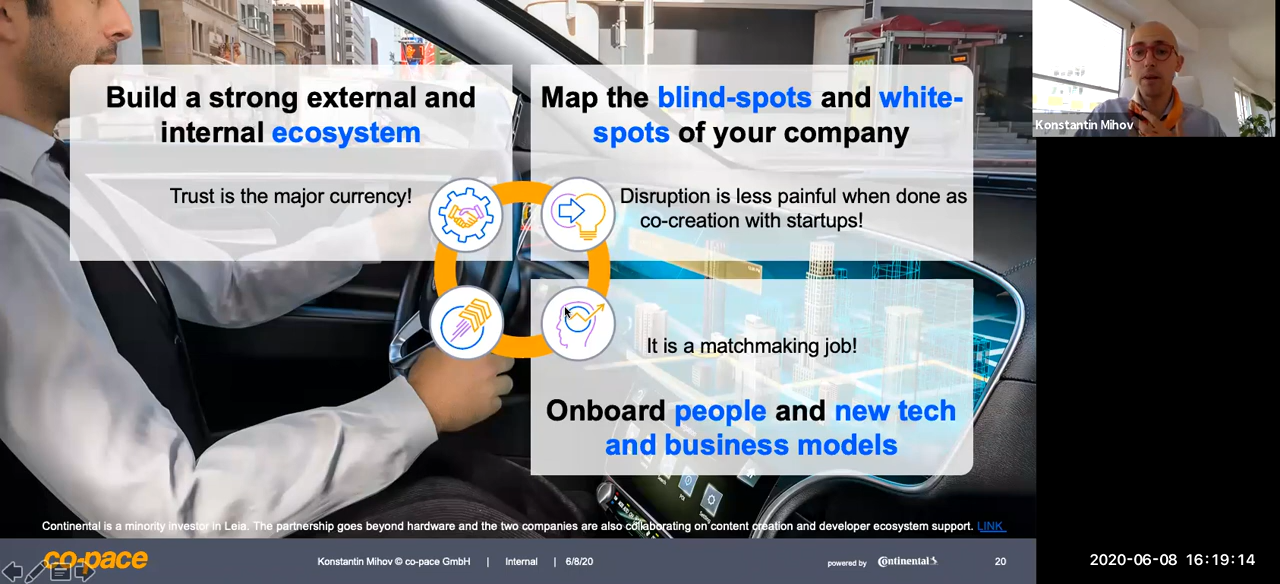 Build a strong external and
internal ecosystem
Trust is the major currency!
Map the blind-spots and white-
spots of your company
Disruption is less painful when done as
co-creation with startups!
It is a matchmaking job!
Onboard people and new tech
and business models
Continental is a minority investor in Leia. The partnership goes beyond hardware and the two companies are also collaborating on content creation and developer ecosystem support. LINK
co-pace
Konstantin Mihov © co-pace GmbH | Internal | 6/8/20
powered by Continental
20
Konstantin Mihov
2020-06-08 16:19:14